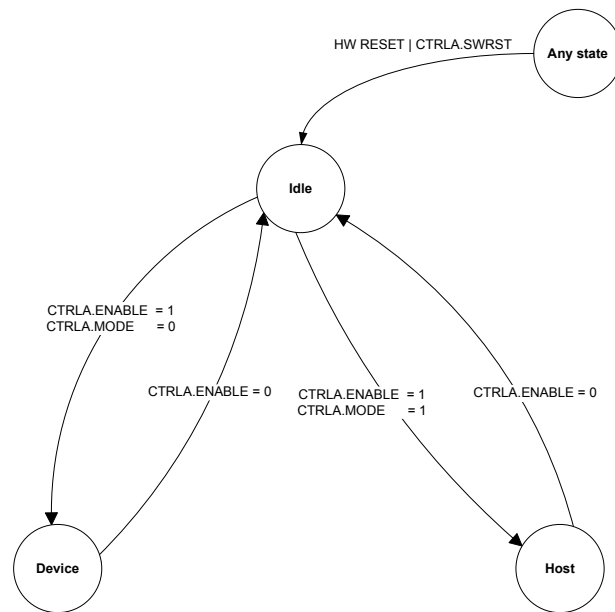 HW RESET | CTRLA.SWRST
Any state
Idle
CTRLA.ENABLE = 1
CTRLA.MODE = 0
CTRLA.ENABLE = 0
CTRLA.ENABLE = 1
CTRLA.MODE = 1
CTRLA.ENABLE = 0
Device
Host